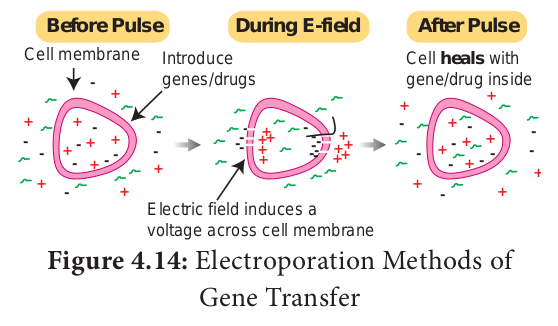 Before Pulse
During E-field
After Pulse
Cell membrane
Introduce
genes/drugs
Cell heals with
gene/drug inside
Electric field induces a
voltage across cell membrane
Figure 4.14: Electroporation Methods of
Gene Transfer